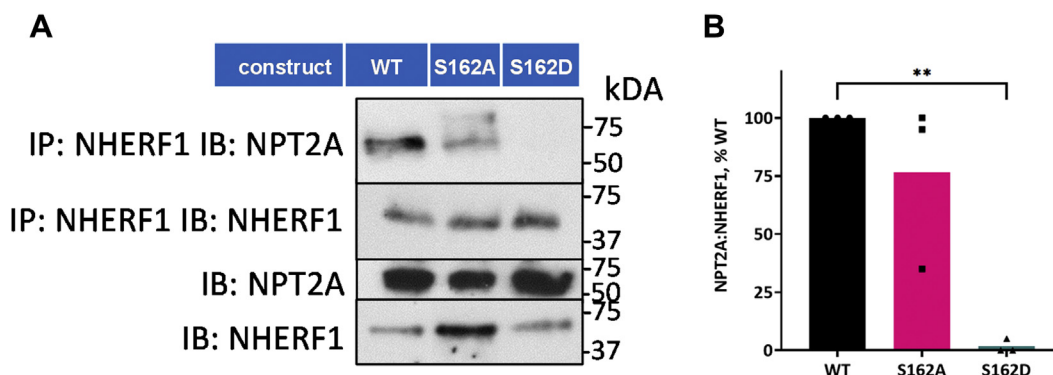 A
construct WT S162A S162D
kDA
IP: NHERF1 IB: NPT2A
-75
-50
IP: NHERF1 IB: NHERF1
-75
-37
IB: NPT2A
-75
-50
IB: NHERF1
-75
-37
B
**
NPT2A:NHERF1, % WT
100
75
50
25
0
WT S162A S162D